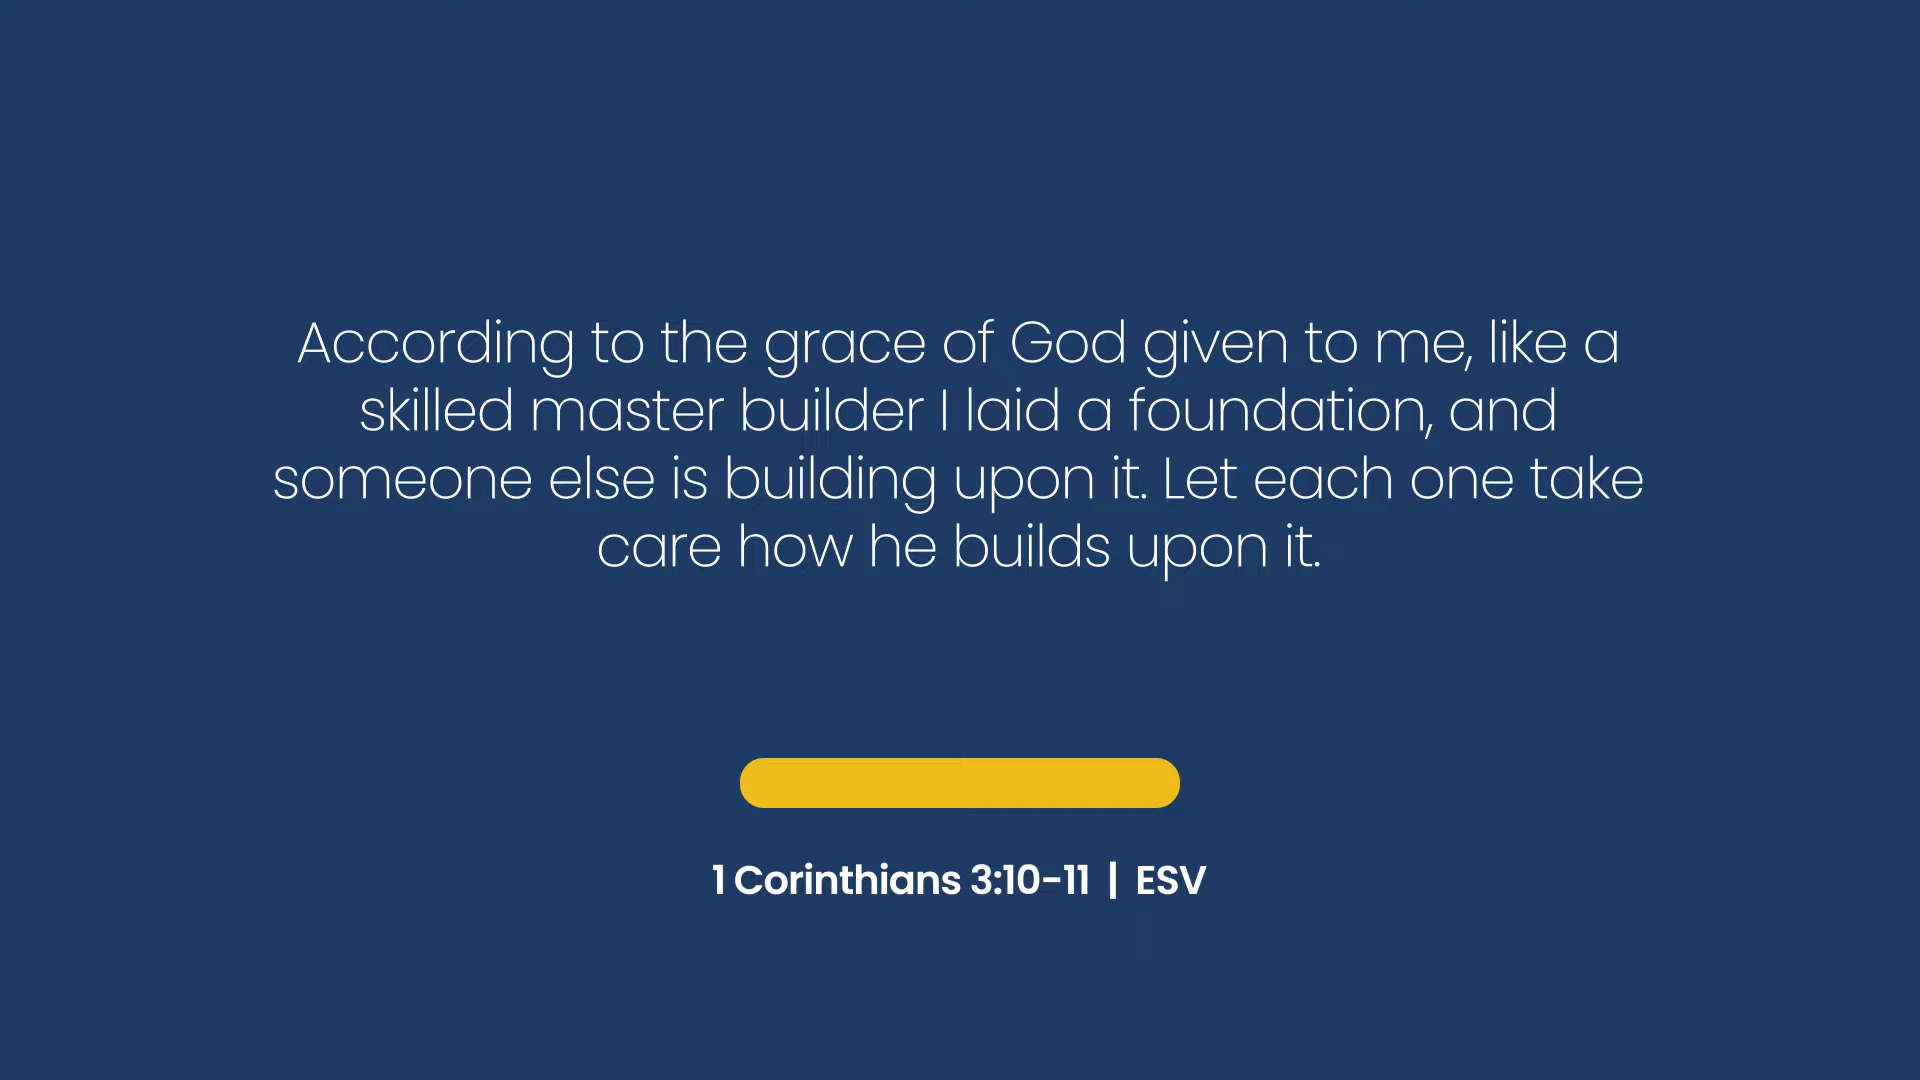 According to the grace of God given to me, like a
skilled master builder I laid a foundation, and
someone else is building upon it. Let each one take
care how he builds upon it.
1 Corinthians 3:10-11 | ESV